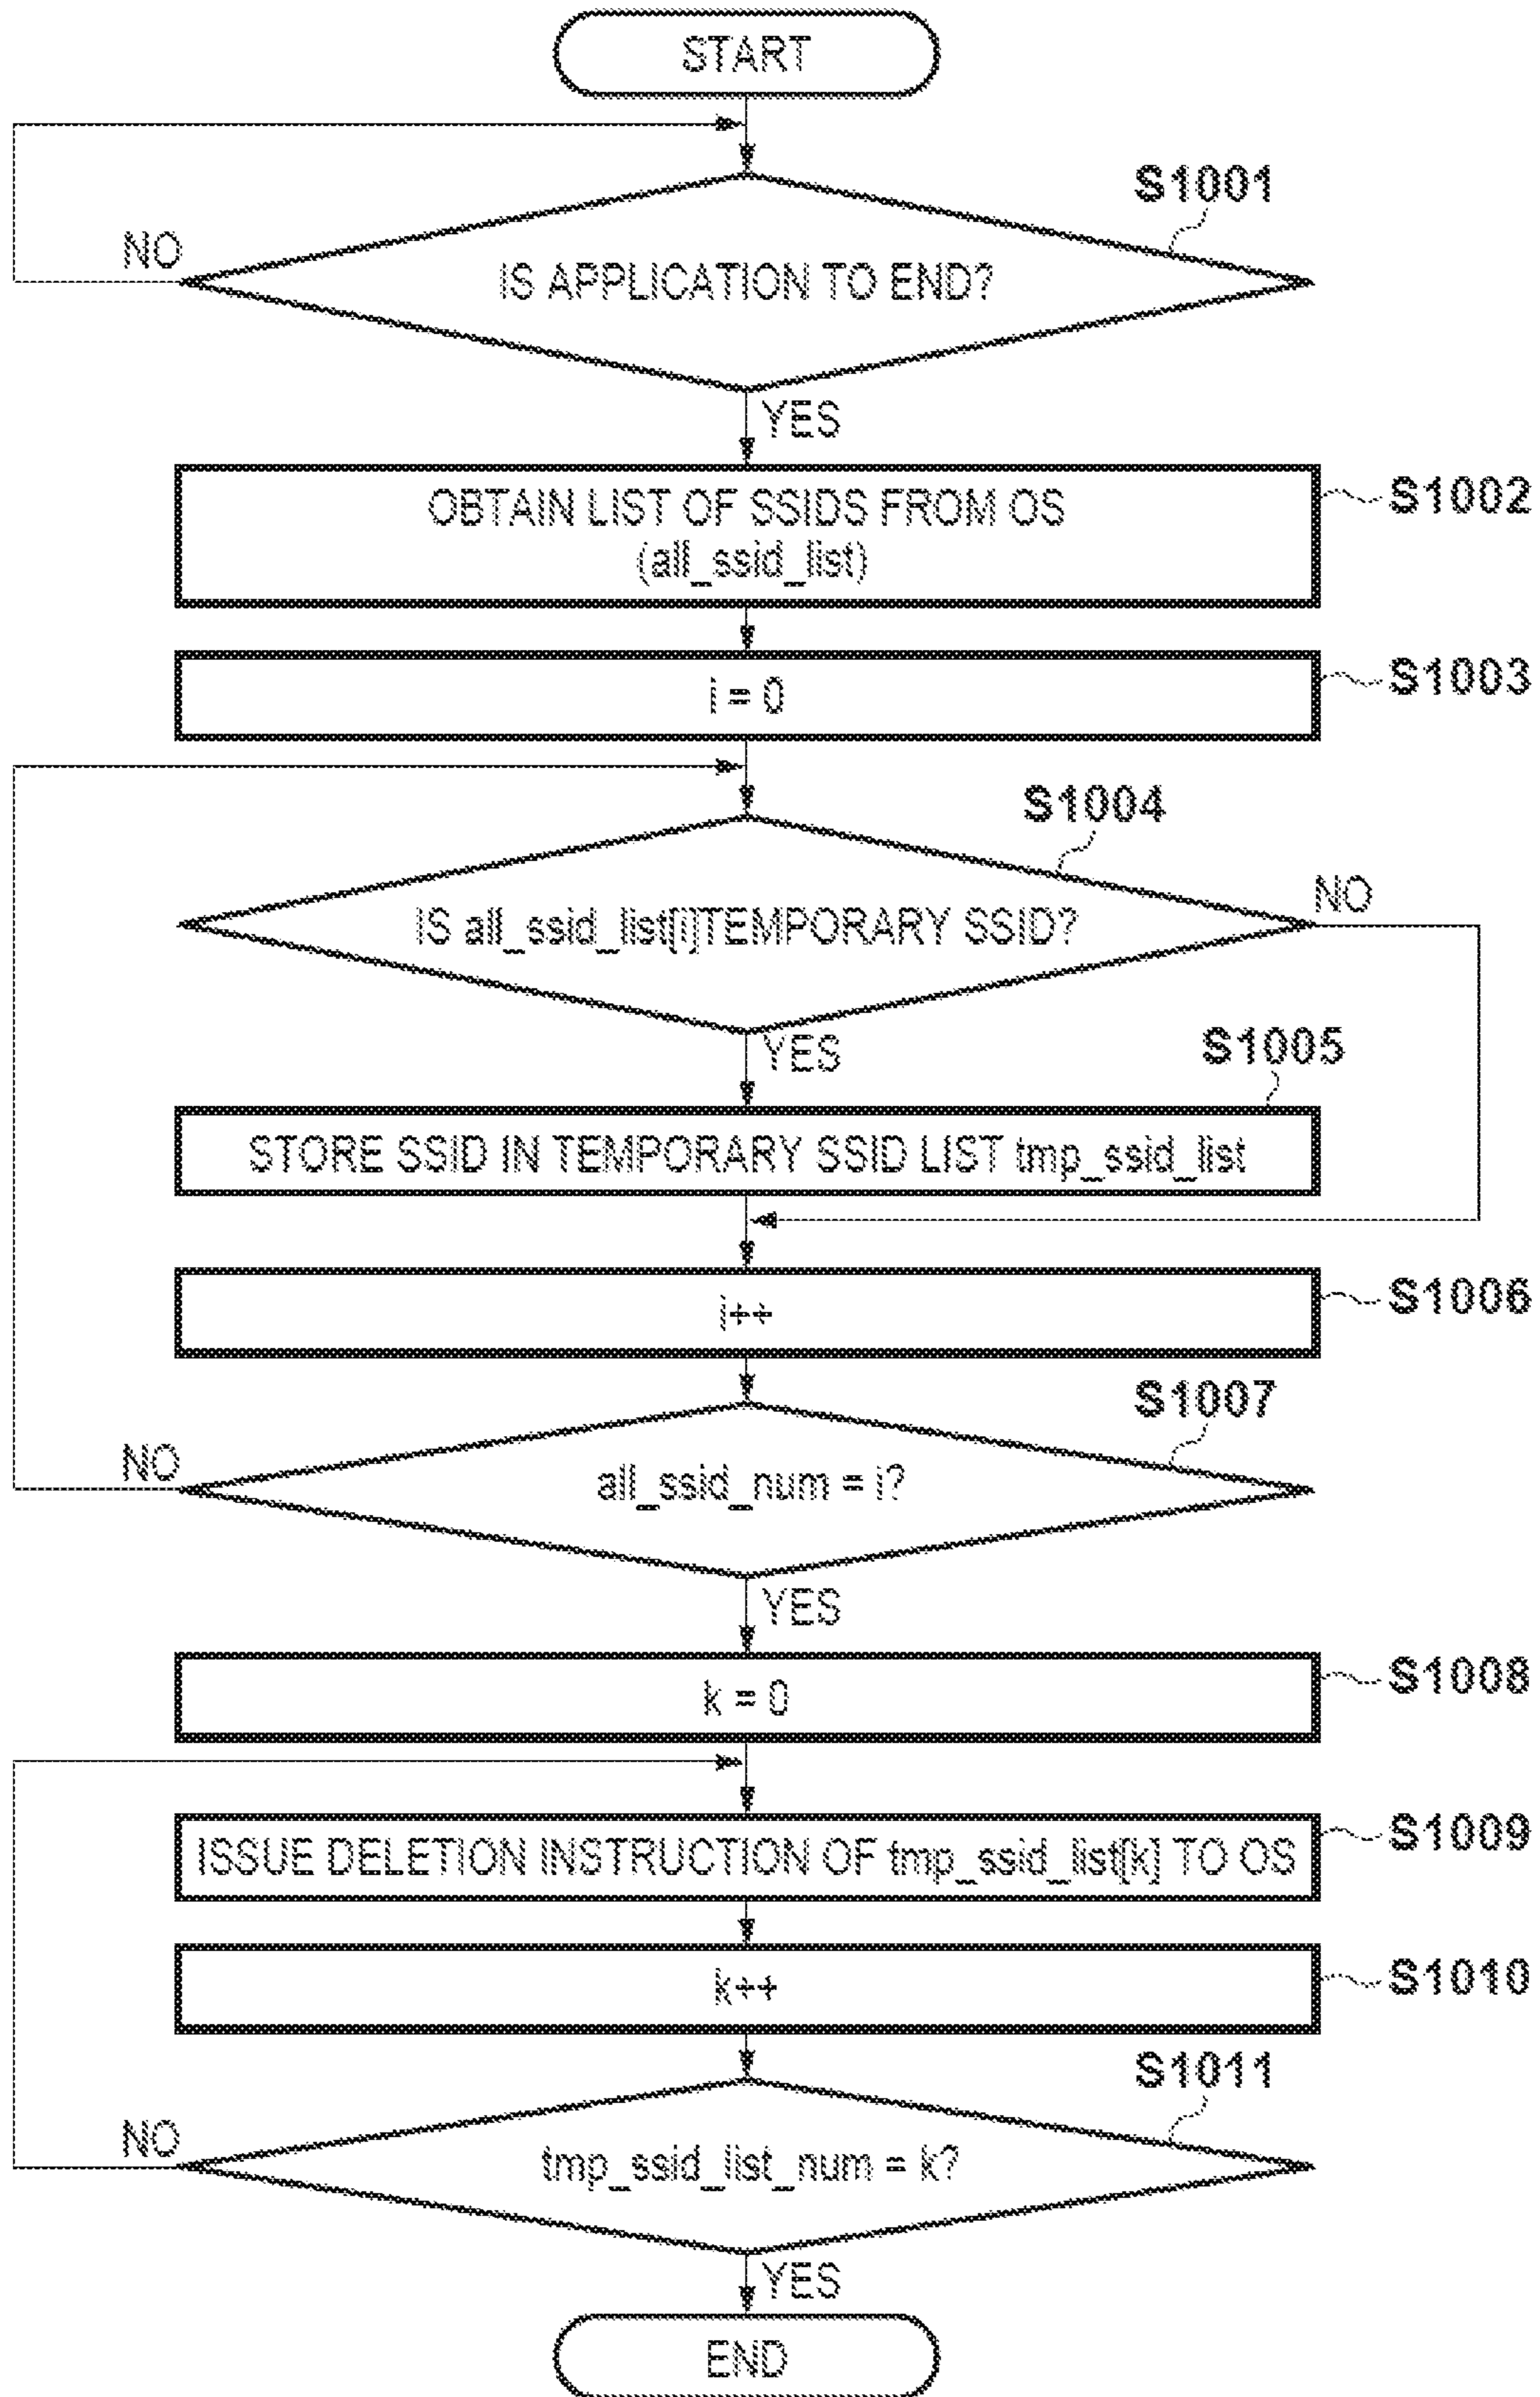 START
S1001
NO
IS APPLICATION TO END?
YES
OBTAIN LIST OF SSIDS FROM OS
(all_ssid_list)
S1002
i = 0
S1003
S1004
IS all_ssid_list[i]TEMPORARY SSID?
NO
YES
S1005
STORE SSID IN TEMPORARY SSID LIST tmp_ssid_list
i++
S1006
S1007
NO
all_ssid_num = i?
YES
k = 0
S1008
ISSUE DELETION INSTRUCTION OF tmp_ssid_list[k] TO OS
S1009
k++
S1010
S1011
NO
tmp_ssid_list_num = k?
YES
END